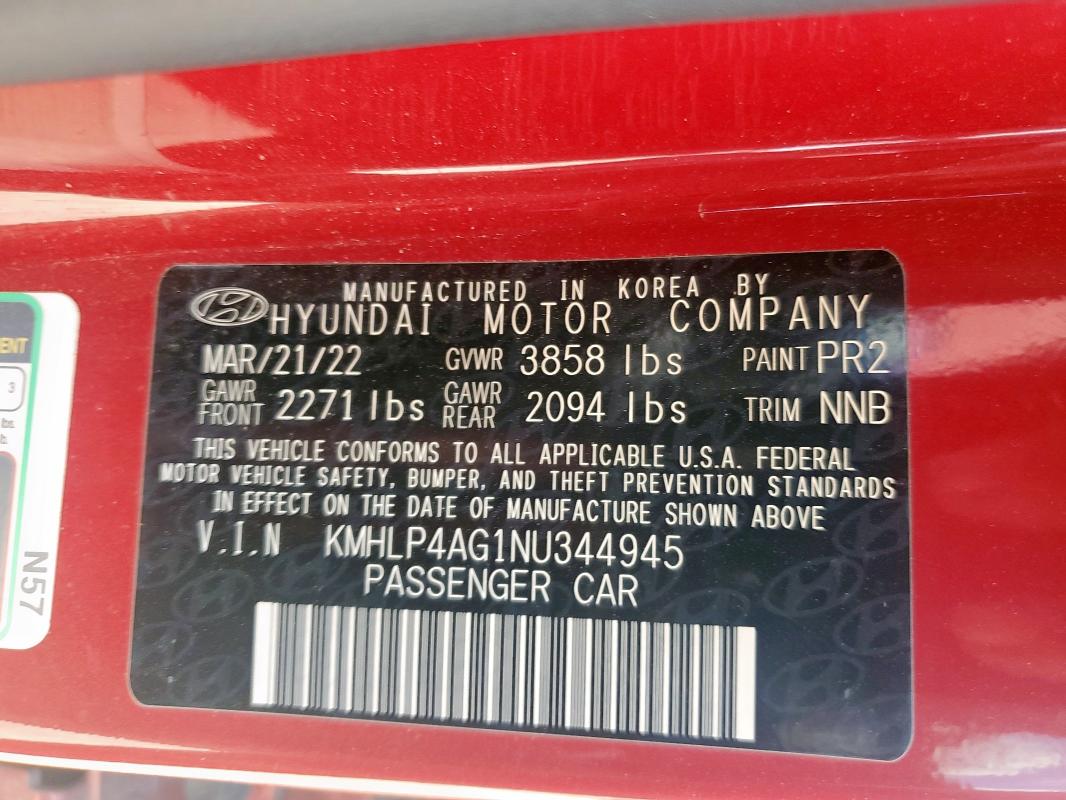 MANUFACTURED IN KOREA BY
HYUNDAI MOTOR COMPANY
MAR/21/22 GVWR 3858 lbs PAINT PR2
GAWR FRONT 2271 lbs GAWR REAR 2094 lbs TRIM NNB
THIS VEHICLE CONFORMS TO ALL APPLICABLE U.S.A. FEDERAL
MOTOR VEHICLE SAFETY, BUMPER, AND THEFT PREVENTION STANDARDS
IN EFFECT ON THE DATE OF MANUFACTURE SHOWN ABOVE
V.I.N KMHLP4AG1NU344945
PASSENGER CAR
3
lbs.
N57